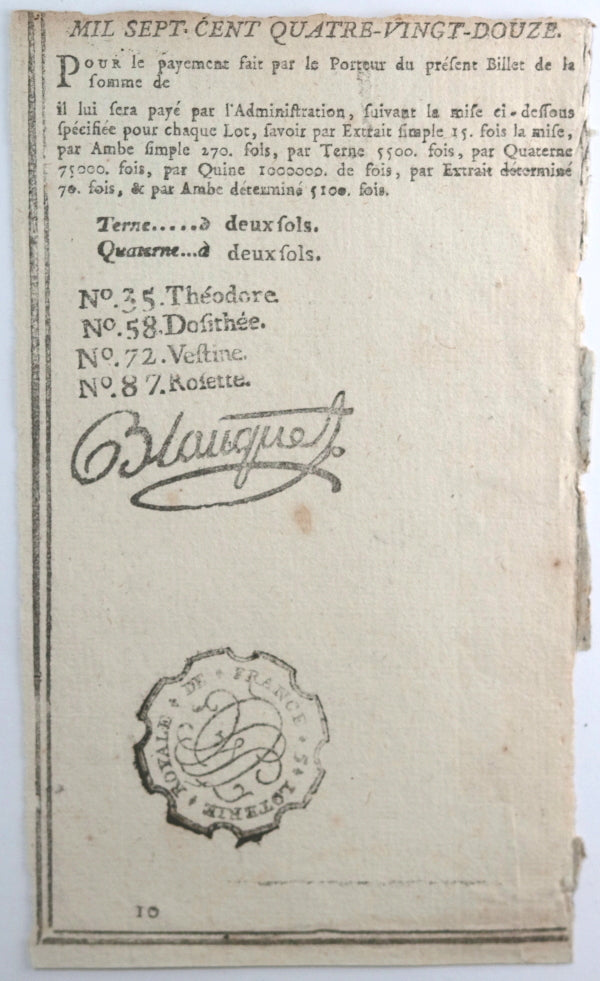 MIL SEPT-CENT QUATRE-VINGT-DOUZE.
POUR le payement fait par le Porteur du présent Billet de la
ſomme de
il lui ſera payé par l'Adminiſtration, ſuivant la miſe ci-deſſous
ſpécifiée pour chaque Lot, ſavoir par Extrait ſimple 15. fois la miſe,
par Ambe ſimple 270. fois, par Terne 5500. fois, par Quaterne
75000. fois, par Quine 1000000. de fois, par Extrait déterminé
70. fois, & par Ambe déterminé 5100. fois.
Terne.....à deux ſols.
Quaterne...à deux ſols.
Nº.35.Théodore.
Nº.58.Doſithée.
Nº.72.Veſtine.
Nº.87.Roſette.
Blanquet.
LOTERIE ROYALE DE FRANCE S
10